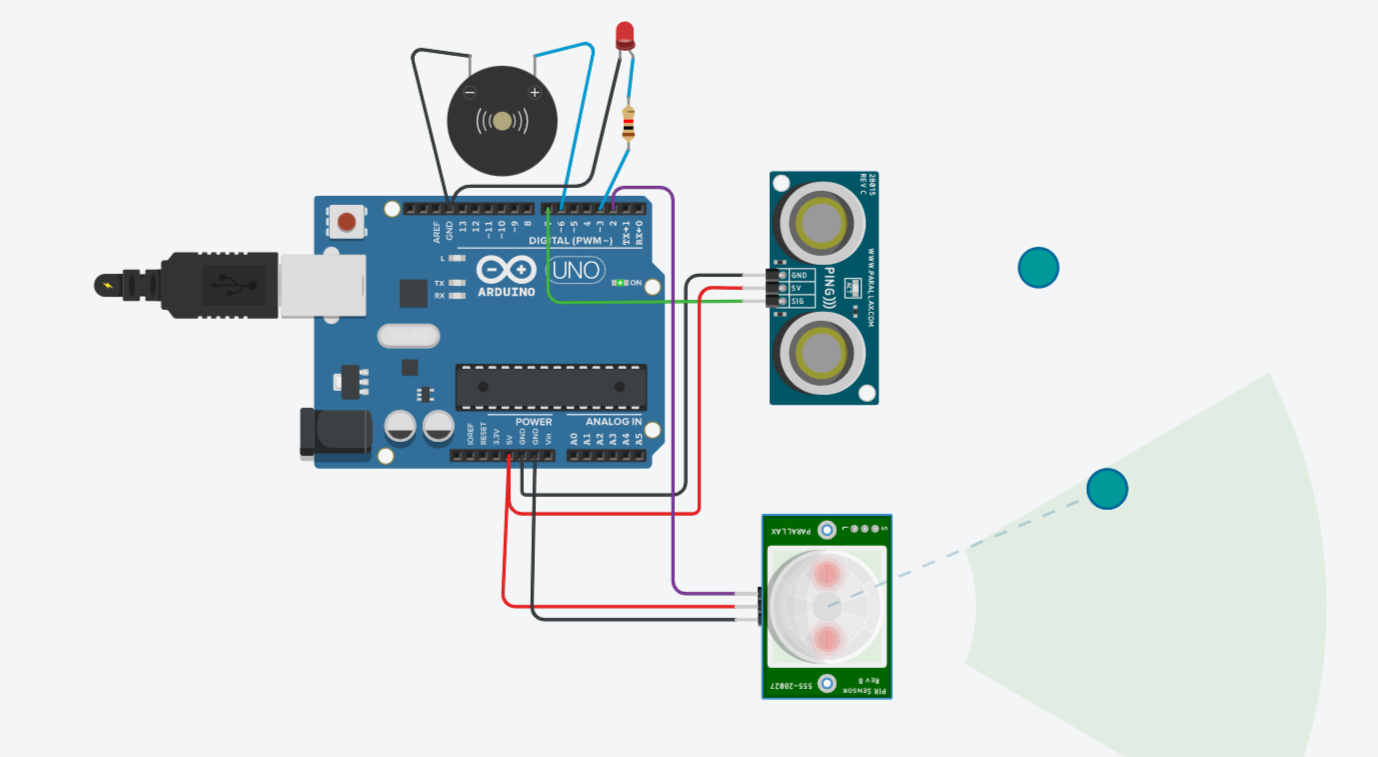 −
+
AREF
GND
13
12
~11
~10
~9
8
7
~6
~5
4
~3
2
TX→1
RX←0
DIGITAL (PWM~)
L
TX
RX
ARDUINO
UNO
ON
POWER
ANALOG IN
IOREF
RESET
3.3V
5V
GND
GND
Vin
A0
A1
A2
A3
A4
A5
28015
REV C
GND
5V
SIG
PING)))
ACT
WWW.PARALLAX.COM
PARALLAX
L
S
555-28027
PIR SENSOR
REV B